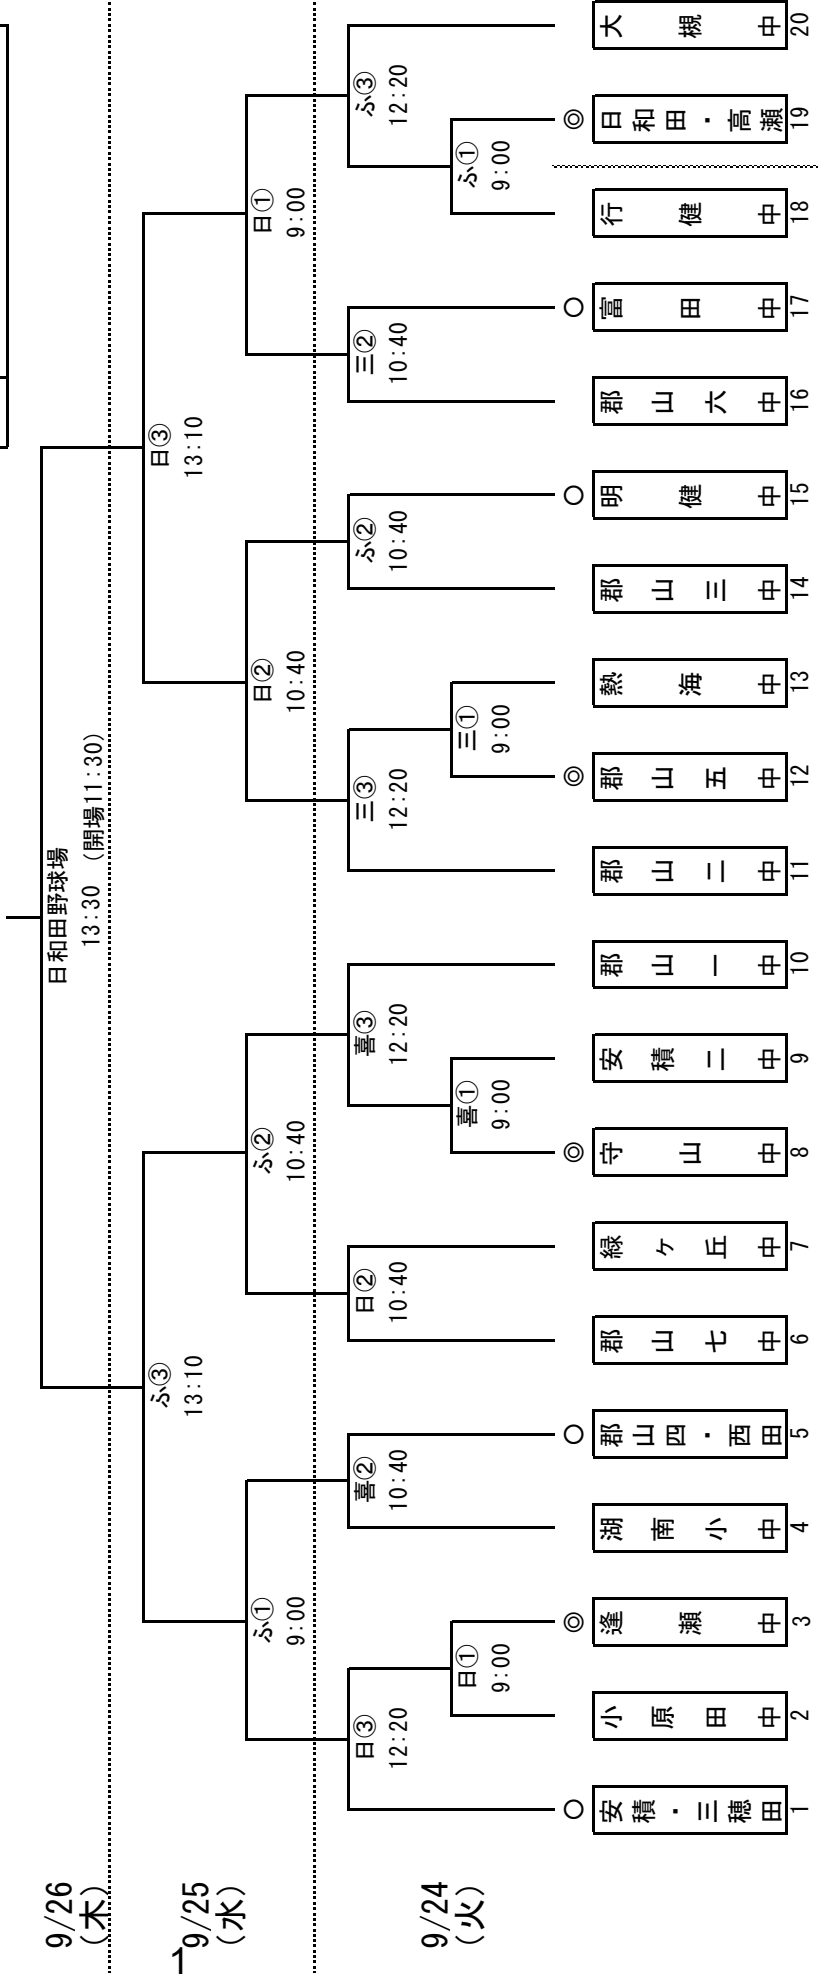 9/26
(木)
日和田野球場
13:30 (開場11:30)
1
9/25
(水)
ふ③
13:10
日③
13:10
ふ①
9:00
ふ②
10:40
日②
10:40
日①
9:00
9/24
(火)
日③
12:20
喜②
10:40
日②
10:40
喜③
12:20
三③
12:20
ふ②
10:40
三②
10:40
ふ③
12:20
日①
9:00
喜①
9:00
三①
9:00
ふ①
9:00
○ 安積・三穂田 1
小原田中 2
◎ 逢瀬中 3
湖南小中 4
○ 郡山四・西田 5
郡山七中 6
緑ヶ丘中 7
◎ 守山中 8
安積二中 9
郡山一中 10
郡山二中 11
◎ 郡山五中 12
熱海中 13
郡山三中 14
○ 明健中 15
郡山六中 16
○ 富田中 17
行健中 18
◎ 日和田・高瀬 19
大槻中 20